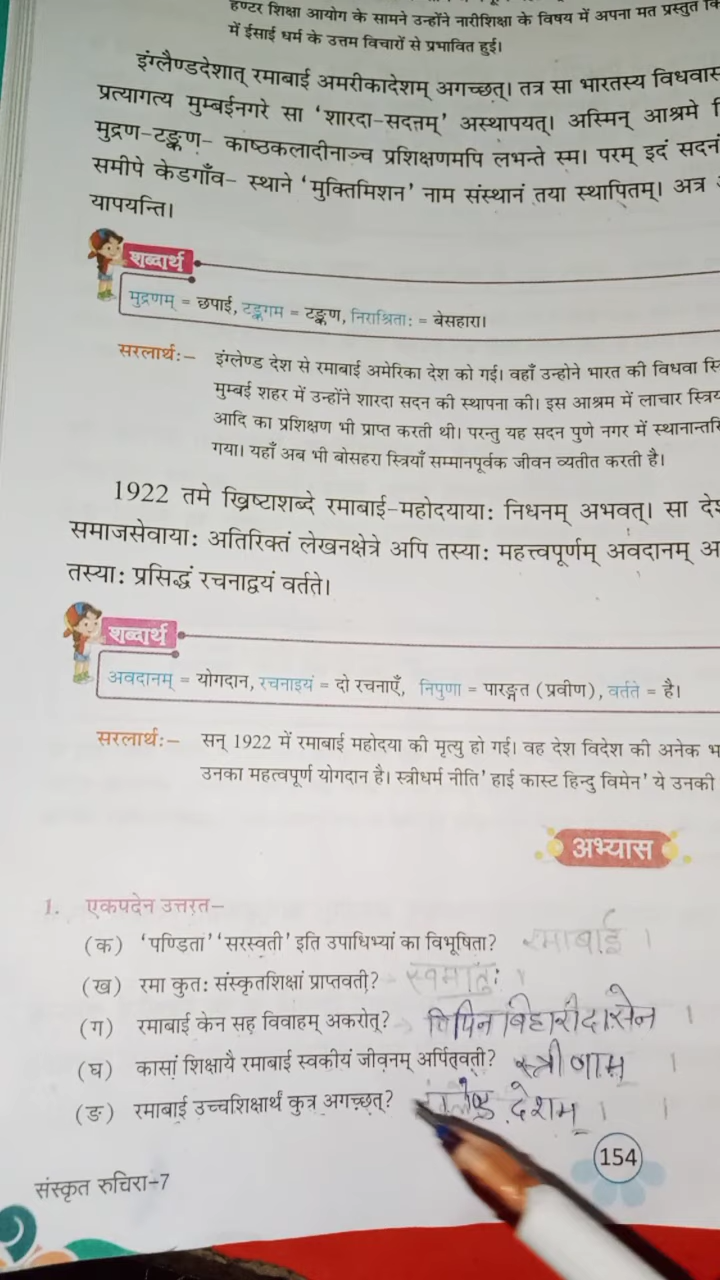 हण्टर शिक्षा आयोग के सामने उन्होंने नारीशिक्षा के विषय में अपना मत प्रस्तुत
में ईसाई धर्म के उत्तम विचारों से प्रभावित हुई।
इंग्लैण्डदेशात् रमाबाई अमरीकादेशम् अगच्छत्। तत्र सा भारतस्य विधवास
प्रत्यागत्य मुम्बईनगरे सा ‘शारदा-सदनम्’ अस्थापयत्। अस्मिन् आश्रमे
मुद्रण-टङ्कण- काष्ठकलादीनाञ्च प्रशिक्षणमपि लभन्ते स्म। परम् इदं सदनं
समीपे केडगाँव- स्थाने ‘मुक्तिमिशन’ नाम संस्थानं तया स्थापितम्। अत्र
यापयन्ति।
शब्दार्थ
मुद्रणम् = छपाई, टङ्कगम = टङ्कण, निराश्रिताः = बेसहारा।
सरलार्थः– इंग्लेण्ड देश से रमाबाई अमेरिका देश को गई। वहाँ उन्होने भारत की विधवा स्
मुम्बई शहर में उन्होंने शारदा सदन की स्थापना की। इस आश्रम में लाचार स्त्रिय
आदि का प्रशिक्षण भी प्राप्त करती थी। परन्तु यह सदन पुणे नगर में स्थानान्तरि
गया। यहाँ अब भी बोसहरा स्त्रियाँ सम्मानपूर्वक जीवन व्यतीत करती है।
1922 तमे ख्रिष्टाशब्दे रमाबाई-महोदयायाः निधनम् अभवत्। सा दे
समाजसेवायाः अतिरिक्तं लेखनक्षेत्रे अपि तस्याः महत्त्वपूर्णम् अवदानम् अ
तस्याः प्रसिद्धं रचनाद्वयं वर्तते।
शब्दार्थ
अवदानम् = योगदान, रचनाइयं = दो रचनाएँ, निपुणा = पारङ्गत (प्रवीण), वर्तते = है।
सरलार्थः– सन् 1922 में रमाबाई महोदया की मृत्यु हो गई। वह देश विदेश की अनेक भ
उनका महत्वपूर्ण योगदान है। स्त्रीधर्म नीति’ हाई कास्ट हिन्दु विमेन’ ये उनकी
अभ्यास
1. एकपदेन उत्तरत–
(क) ‘पण्डिता’ ‘सरस्वती’ इति उपाधिभ्यां का विभूषिता? रमाबाई ।
(ख) रमा कुतः संस्कृतशिक्षां प्राप्तवती? स्वमातुः ।
(ग) रमाबाई केन सह विवाहम् अकरोत्? विपिन बिहारीदासेन ।
(घ) कासां शिक्षायै रमाबाई स्वकीयं जीवनम् अर्पितवती? स्त्रीणाम् ।
(ङ) रमाबाई उच्चशिक्षार्थं कुत्र अगच्छत्? देशम् । ।
154
संस्कृत रुचिरा-7